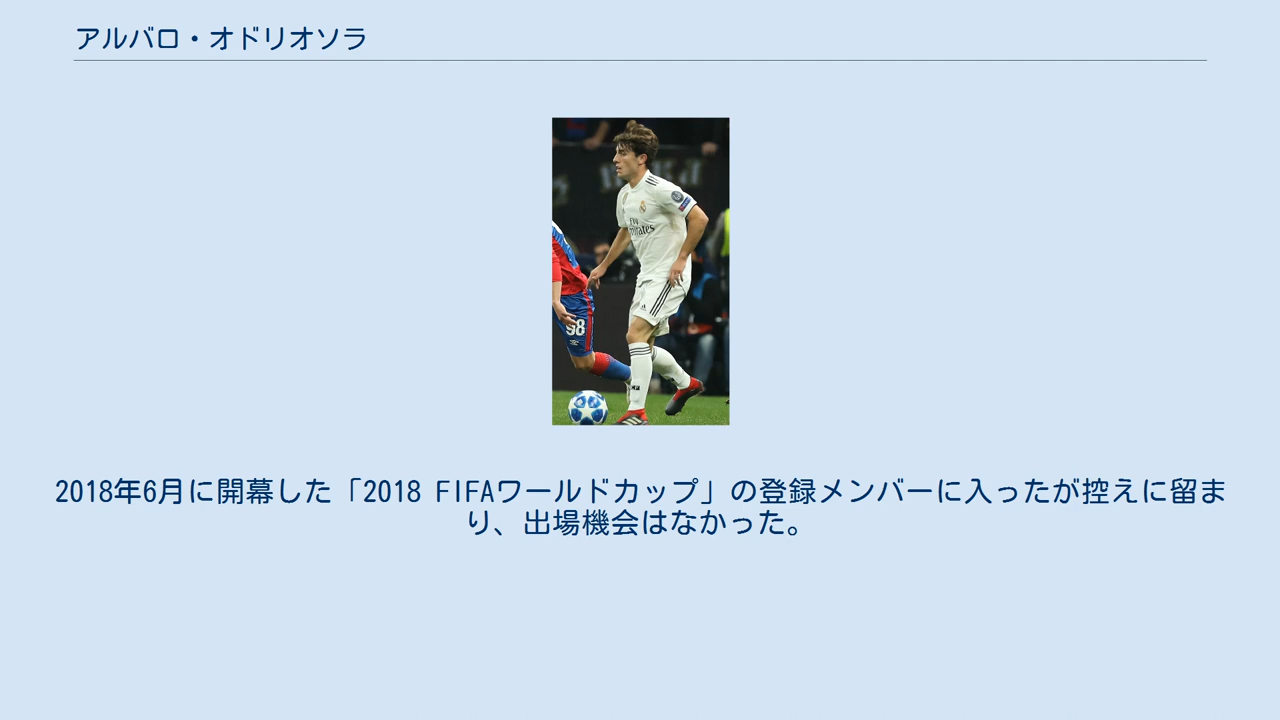 アルバロ・オドリオソラ
Fly
Emirates
98
2018年6月に開幕した「2018 FIFAワールドカップ」の登録メンバーに入ったが控えに留ま
り、出場機会はなかった。